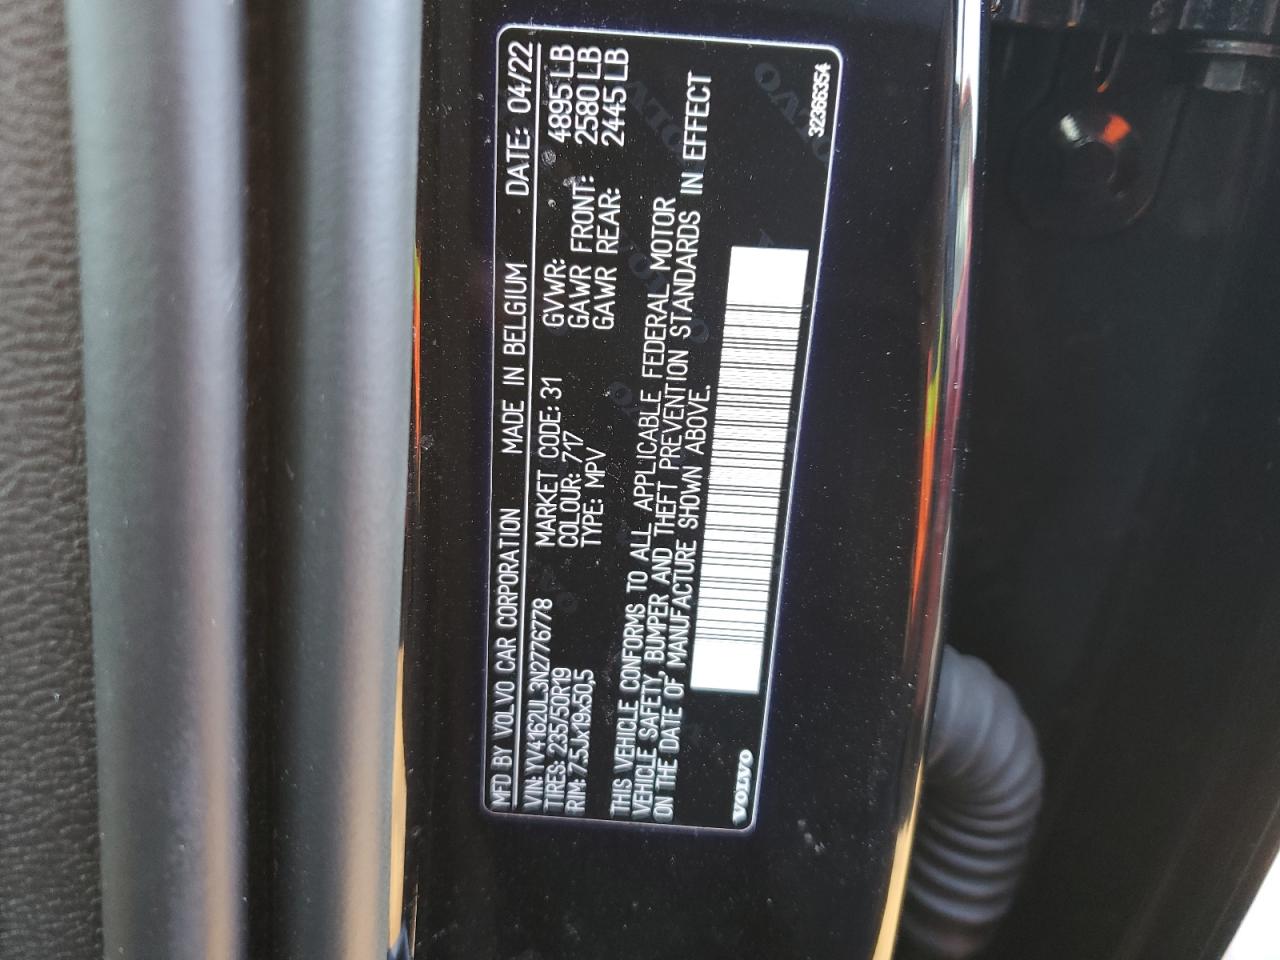 MFD BY VOLVO CAR CORPORATION MADE IN BELGIUM DATE: 04/22
VIN: YV4162UL3N2776778 MARKET CODE: 31 GVWR: 4895 LB
TIRES: 235/50R19 COLOUR: 717 GAWR FRONT: 2580 LB
RIM: 7.5Jx19x50,5 TYPE: MPV GAWR REAR: 2445 LB
THIS VEHICLE CONFORMS TO ALL APPLICABLE FEDERAL MOTOR
VEHICLE SAFETY, BUMPER AND THEFT PREVENTION STANDARDS IN EFFECT
ON THE DATE OF MANUFACTURE SHOWN ABOVE.
VOLVO 32366354